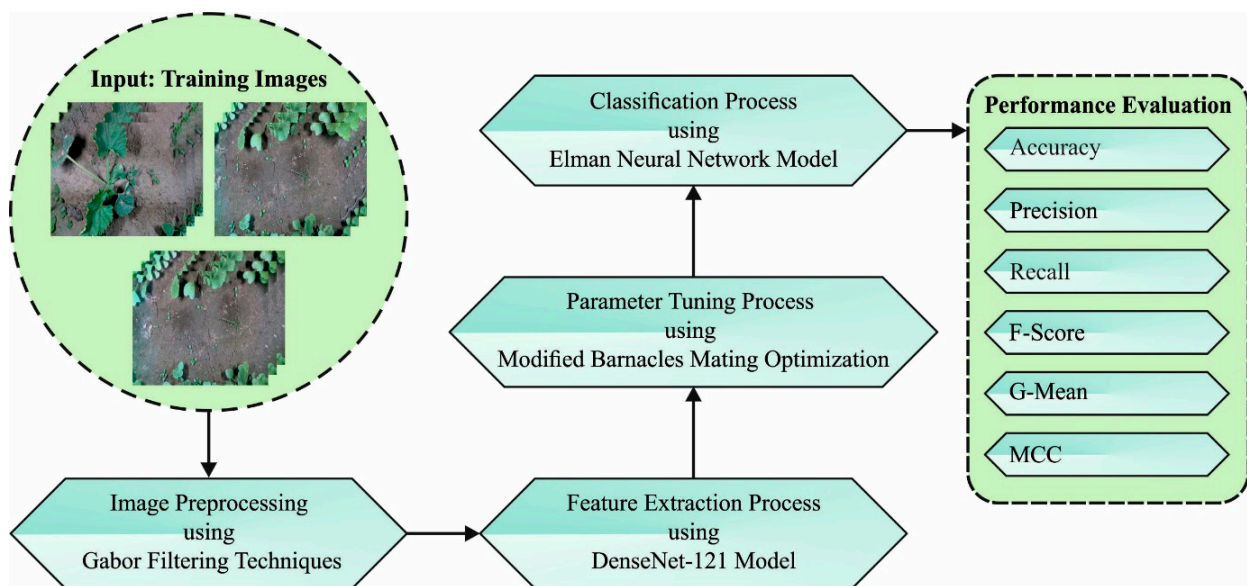 Input: Training Images
Image Preprocessing
using
Gabor Filtering Techniques
Feature Extraction Process
using
DenseNet-121 Model
Parameter Tuning Process
using
Modified Barnacles Mating Optimization
Classification Process
using
Elman Neural Network Model
Performance Evaluation
Accuracy
Precision
Recall
F-Score
G-Mean
MCC